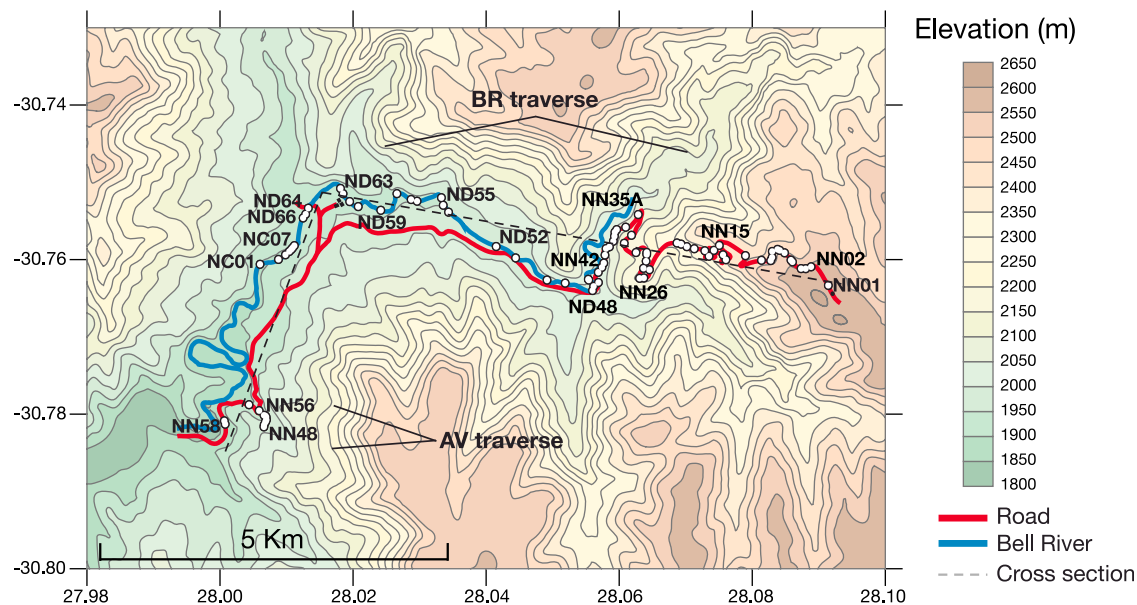 Elevation (m)
2650
2600
2550
2500
2450
2400
2350
2300
2250
2200
2150
2100
2050
2000
1950
1900
1850
1800
-30.74
-30.76
-30.78
-30.80
BR traverse
ND63
ND64
ND66
ND55
ND59
NC07
NC01
ND52
NN35A
NN42
ND48
NN26
NN15
NN02
NN01
NN56
NN58
NN48
AV traverse
5 Km
27.98
28.00
28.02
28.04
28.06
28.08
28.10
Road
Bell River
Cross section